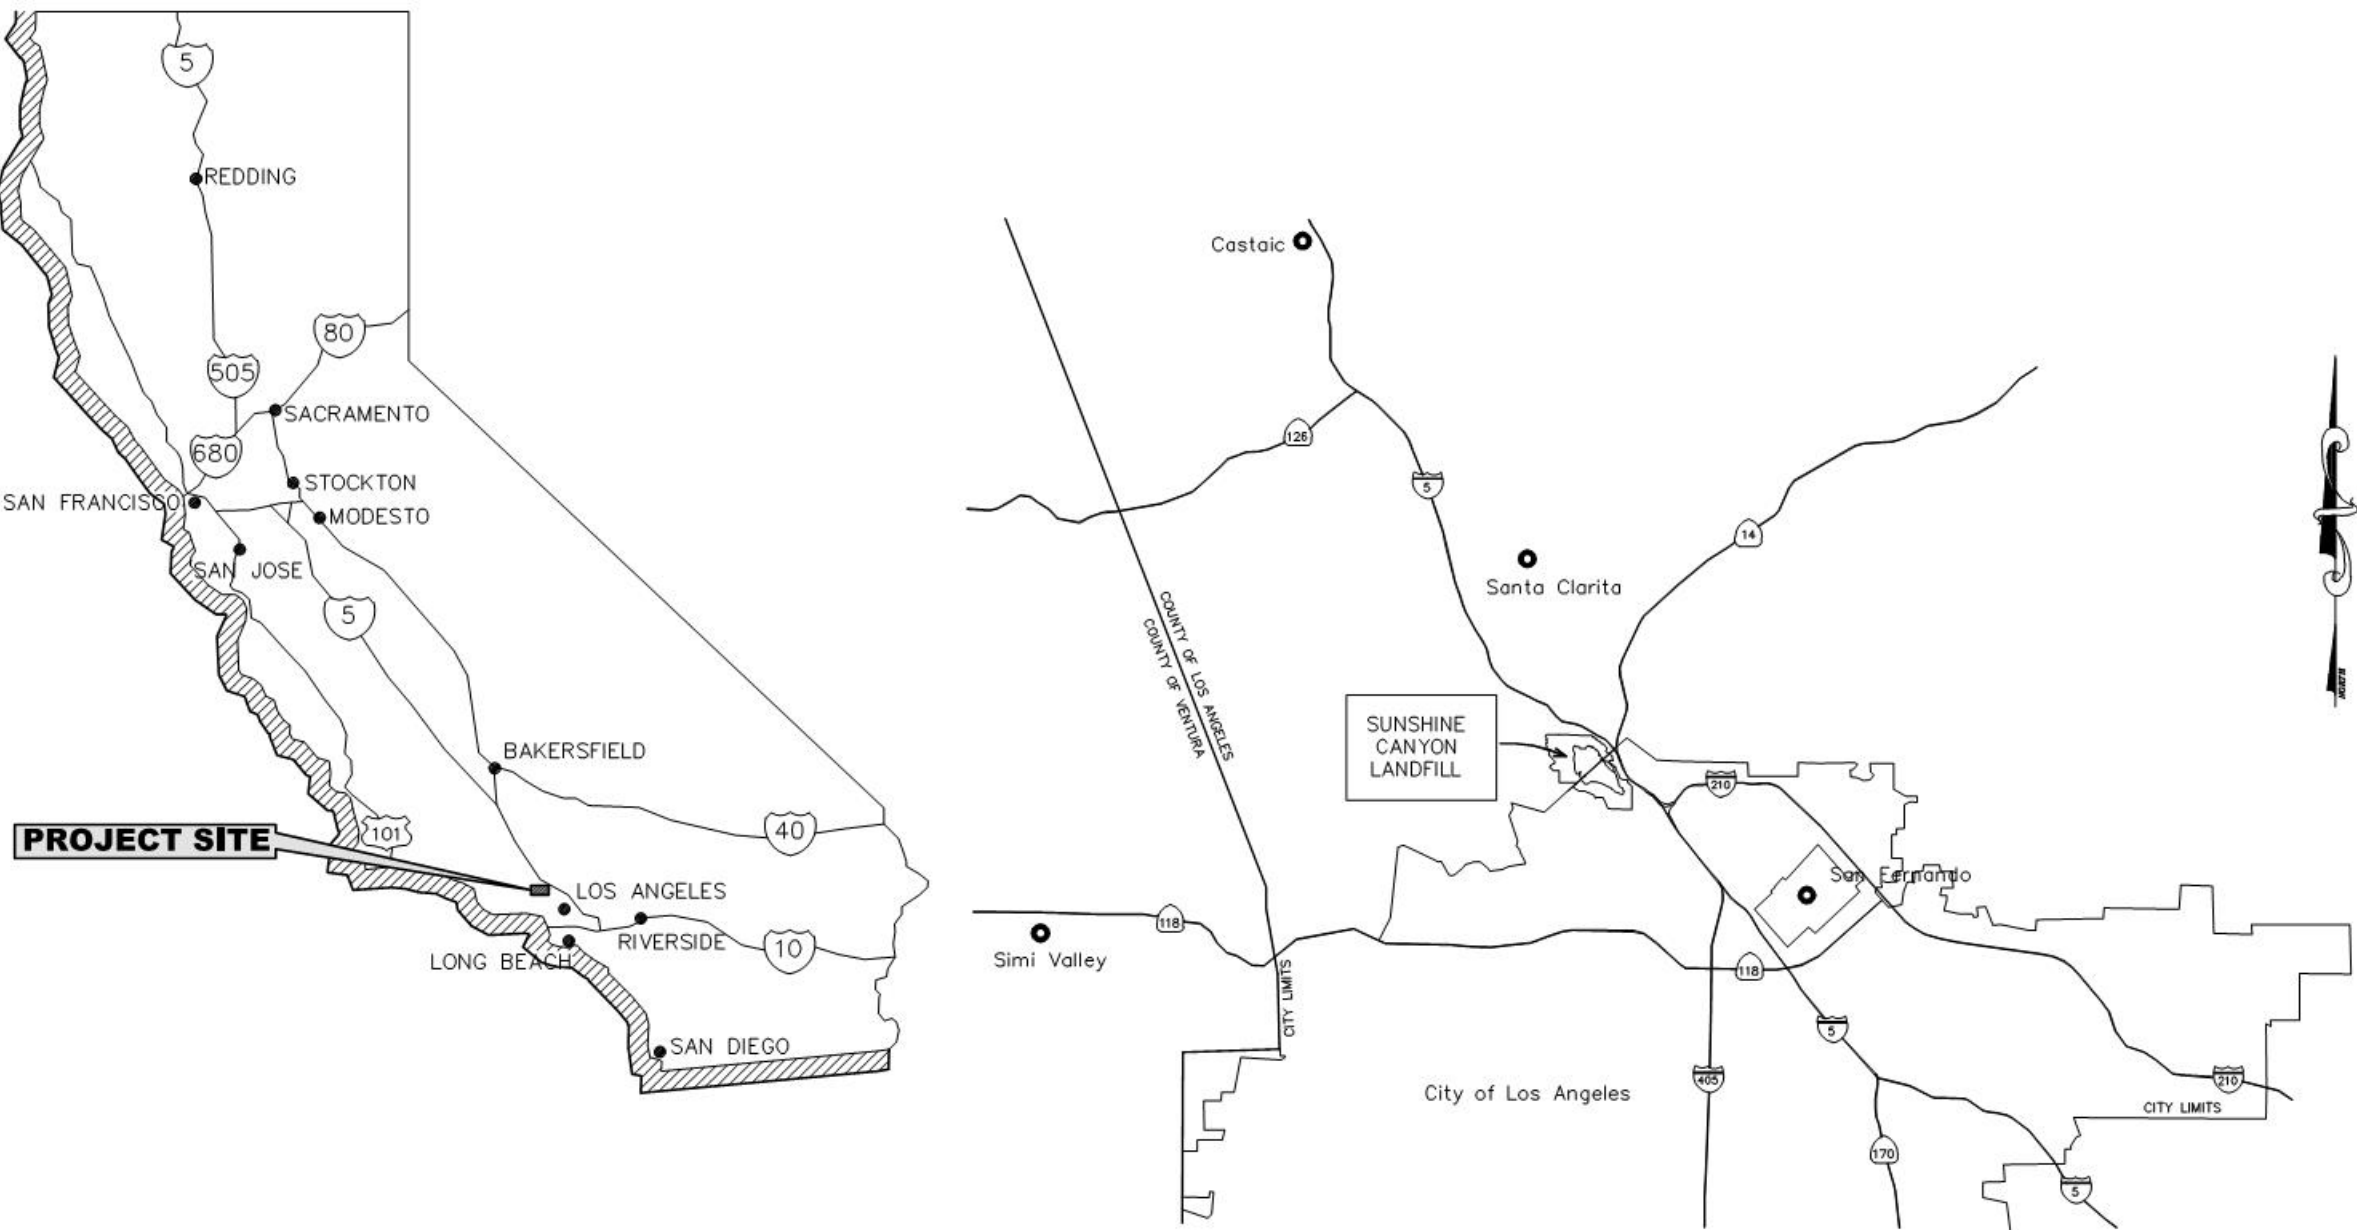 5
REDDING
80
505
SACRAMENTO
680
STOCKTON
SAN FRANCISCO
MODESTO
SAN JOSE
5
BAKERSFIELD
101
40
PROJECT SITE
LOS ANGELES
RIVERSIDE
10
LONG BEACH
SAN DIEGO
Castaic
126
5
14
Santa Clarita
COUNTY OF LOS ANGELES
COUNTY OF VENTURA
SUNSHINE
CANYON
LANDFILL
210
San Fernando
118
Simi Valley
118
CITY LIMITS
5
405
City of Los Angeles
210
CITY LIMITS
170
5
NORTH